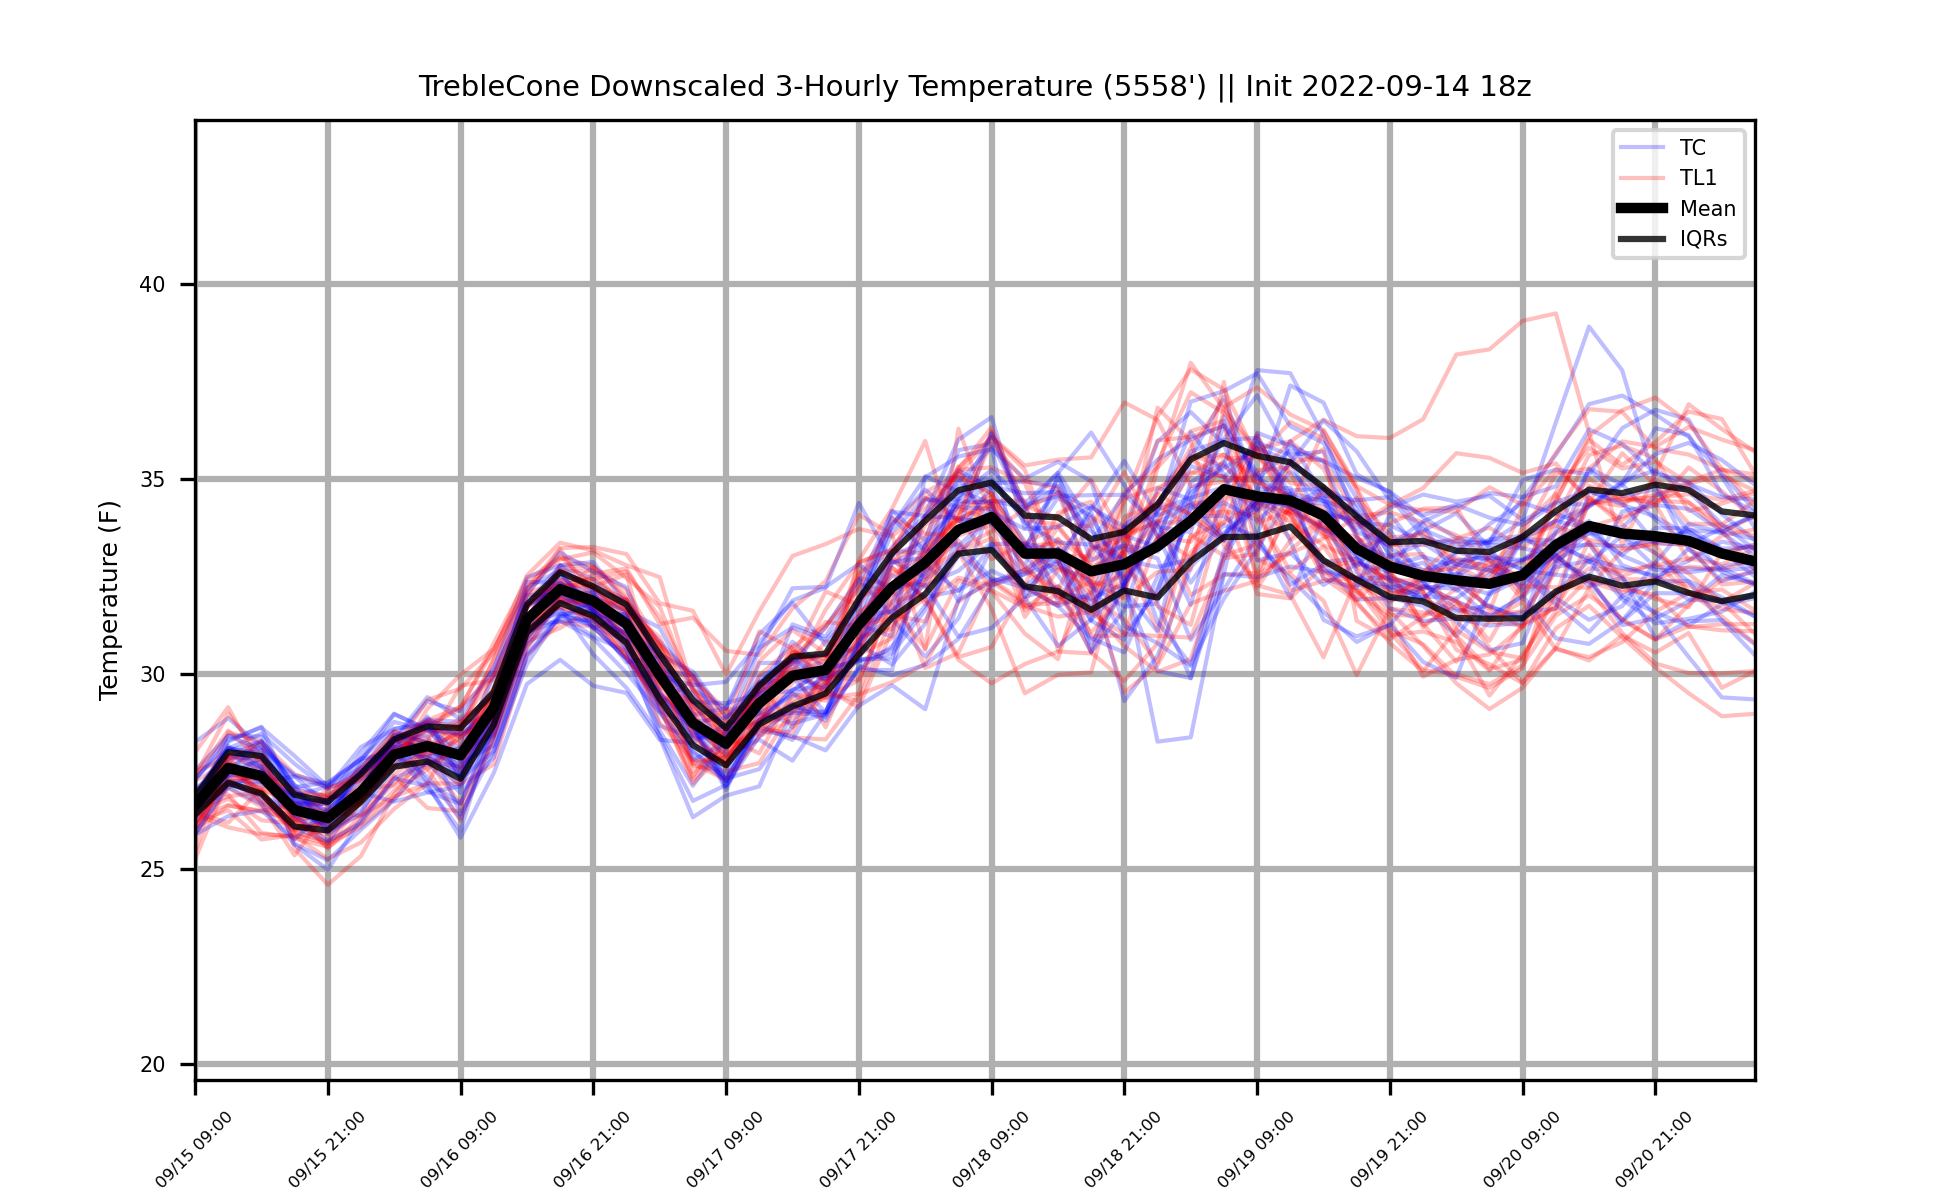 TrebleCone Downscaled 3-Hourly Temperature (5558') || Init 2022-09-14 18z
TC
TL1
Mean
IQRs
Temperature (F)
40
35
30
25
20
09/15 09:00
09/15 21:00
09/16 09:00
09/16 21:00
09/17 09:00
09/17 21:00
09/18 09:00
09/18 21:00
09/19 09:00
09/19 21:00
09/20 09:00
09/20 21:00